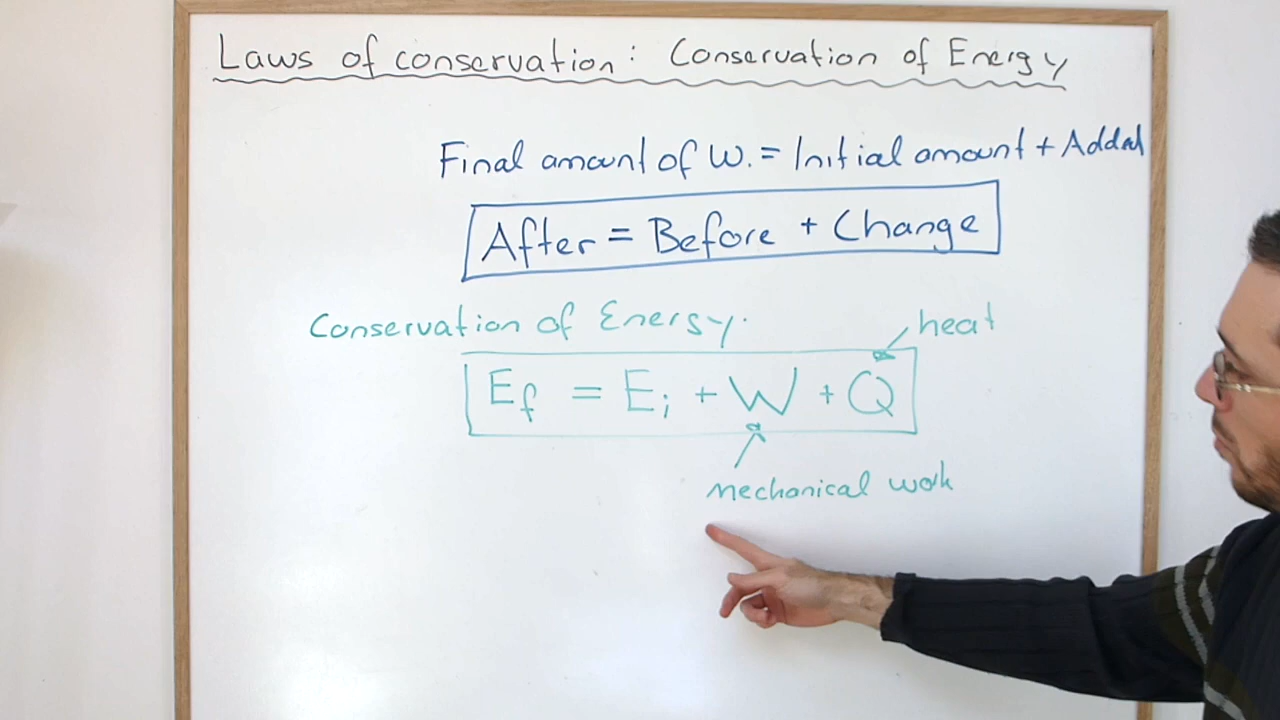 Laws of conservation: Conservation of Energy
Final amount of W. = Initial amount + Added
After = Before + Change
Conservation of Energy:
heat
Ef = Ei + W + Q
mechanical work